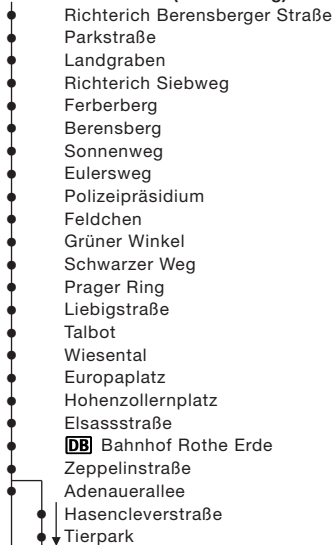 Richterich Berensberger Straße
Parkstraße
Landgraben
Richterich Siebweg
Ferberberg
Berensberg
Sonnenweg
Eulersweg
Polizeipräsidium
Feldchen
Grüner Winkel
Schwarzer Weg
Prager Ring
Liebigstraße
Talbot
Wiesental
Europaplatz
Hohenzollernplatz
Elsassstraße
DB Bahnhof Rothe Erde
Zeppelinstraße
Adenauerallee
Hasencleverstraße
Tierpark